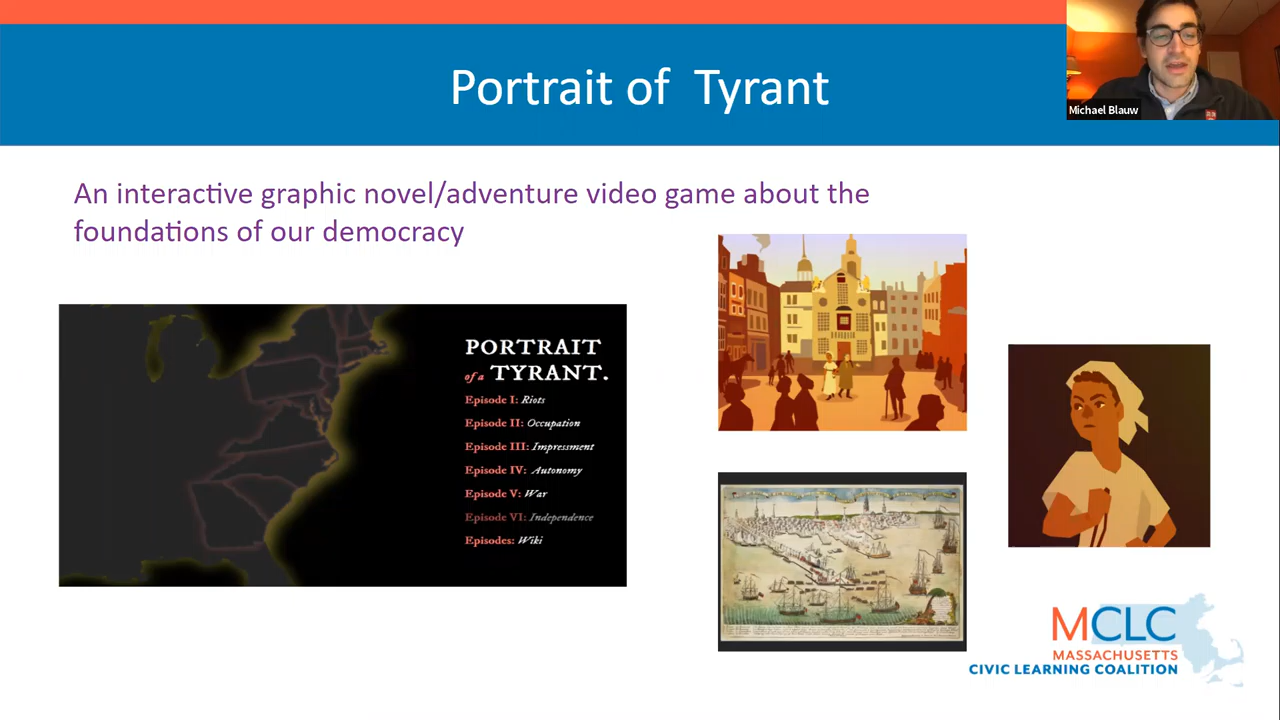 Portrait of  Tyrant
Michael Blauw
An interactive graphic novel/adventure video game about the
foundations of our democracy
PORTRAIT
of a TYRANT.
Episode I: Riots
Episode II: Occupation
Episode III: Impressment
Episode IV: Autonomy
Episode V: War
Episode VI: Independence
Episodes: Wiki
MCLC
MASSACHUSETTS
CIVIC LEARNING COALITION